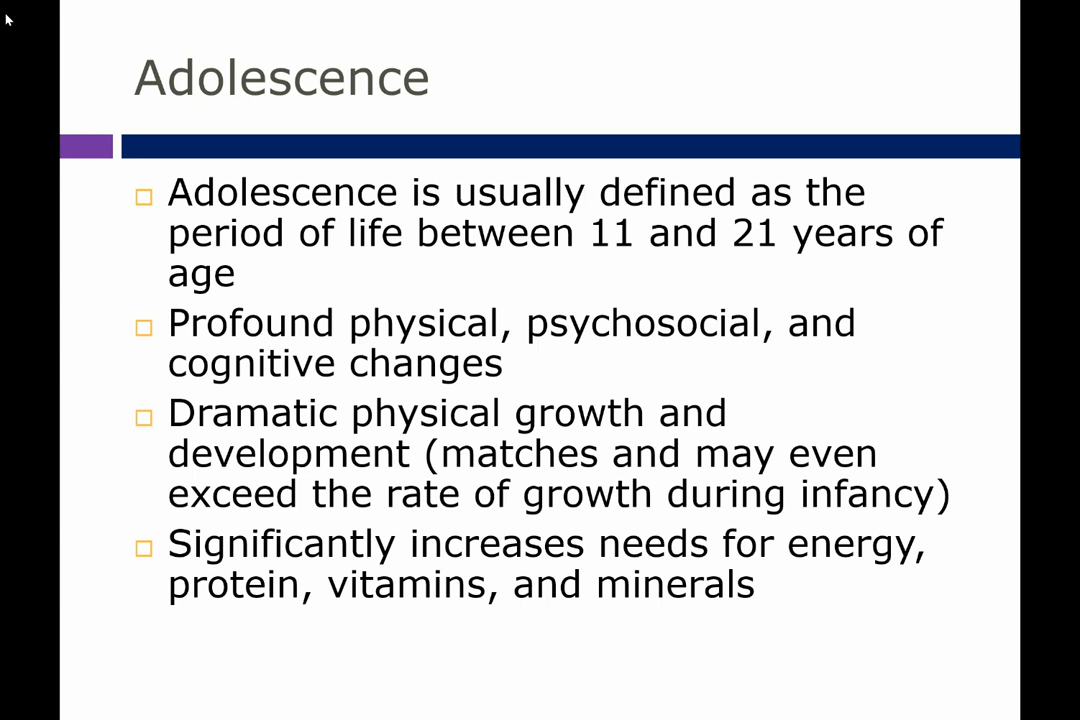 Adolescence
Adolescence is usually defined as the
period of life between 11 and 21 years of
age
Profound physical, psychosocial, and
cognitive changes
Dramatic physical growth and
development (matches and may even
exceed the rate of growth during infancy)
Significantly increases needs for energy,
protein, vitamins, and minerals